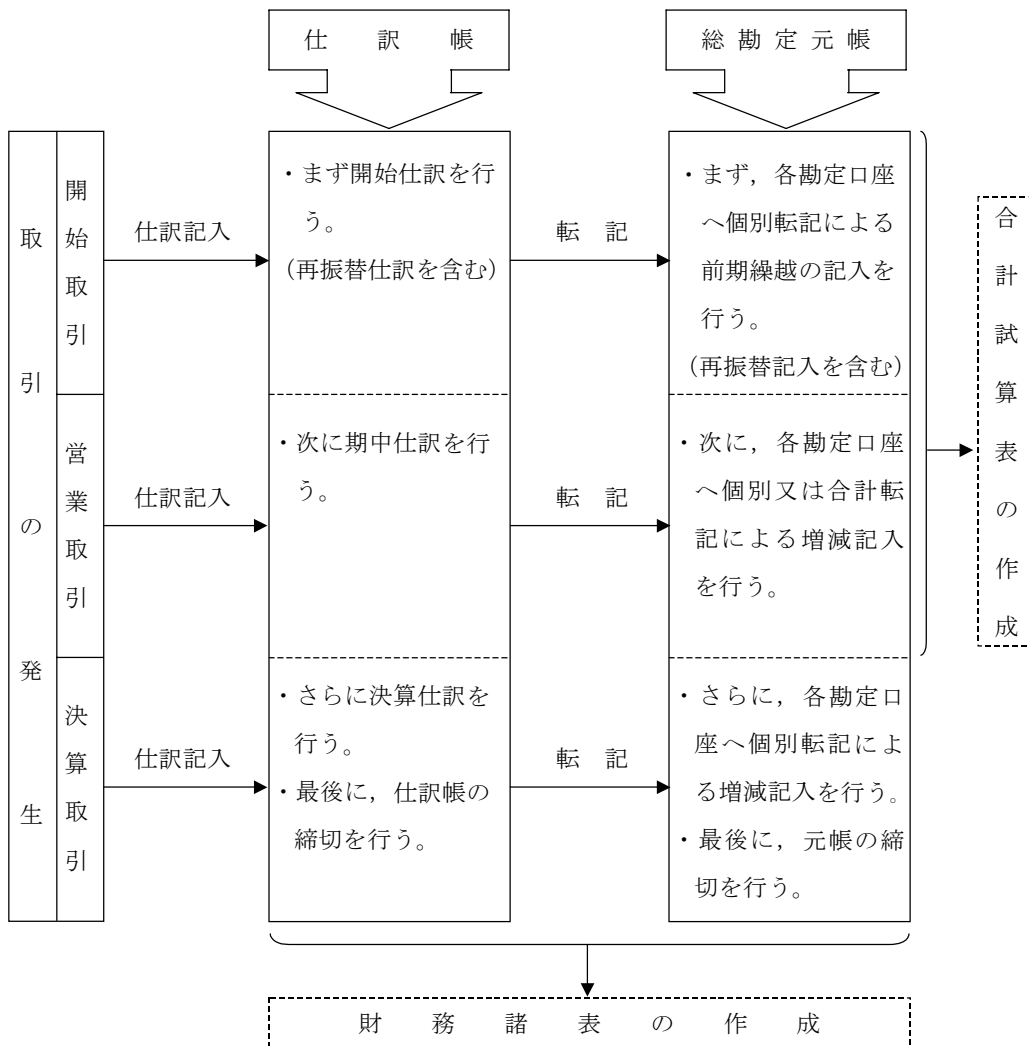 仕訳帳
総勘定元帳
取引の発生
開始取引
仕訳記入
・まず開始仕訳を行
う。
（再振替仕訳を含む）
転記
・まず，各勘定口座
へ個別転記による
前期繰越の記入を
行う。
（再振替記入を含む）
営業取引
仕訳記入
・次に期中仕訳を行
う。
転記
・次に，各勘定口座
へ個別又は合計転
記による増減記入
を行う。
合計試算表の作成
決算取引
仕訳記入
・さらに決算仕訳を
行う。
・最後に，仕訳帳の
締切を行う。
転記
・さらに，各勘定口
座へ個別転記によ
る増減記入を行う。
・最後に，元帳の締
切を行う。
財務諸表の作成